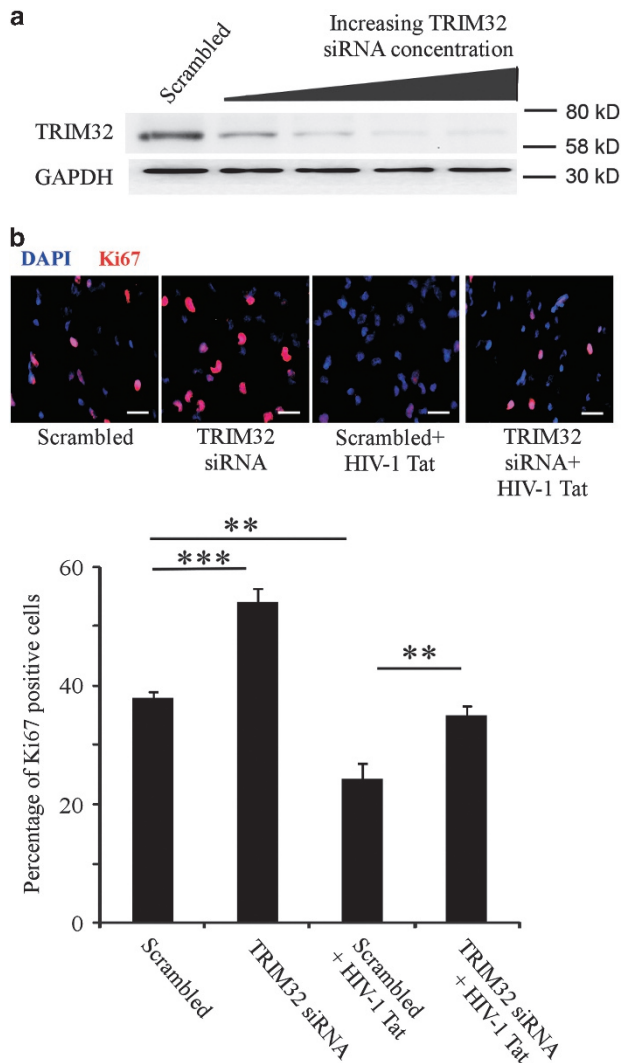 a
Scrambled
Increasing TRIM32
siRNA concentration
TRIM32
GAPDH
80 kD
58 kD
30 kD
b
DAPI Ki67
Scrambled
TRIM32
siRNA
Scrambled+
HIV-1 Tat
TRIM32
siRNA+
HIV-1 Tat
**
***
**
Percentage of Ki67 positive cells
60
40
20
0
Scrambled
TRIM32 siRNA
Scrambled
+ HIV-1 Tat
TRIM32 siRNA
+ HIV-1 Tat